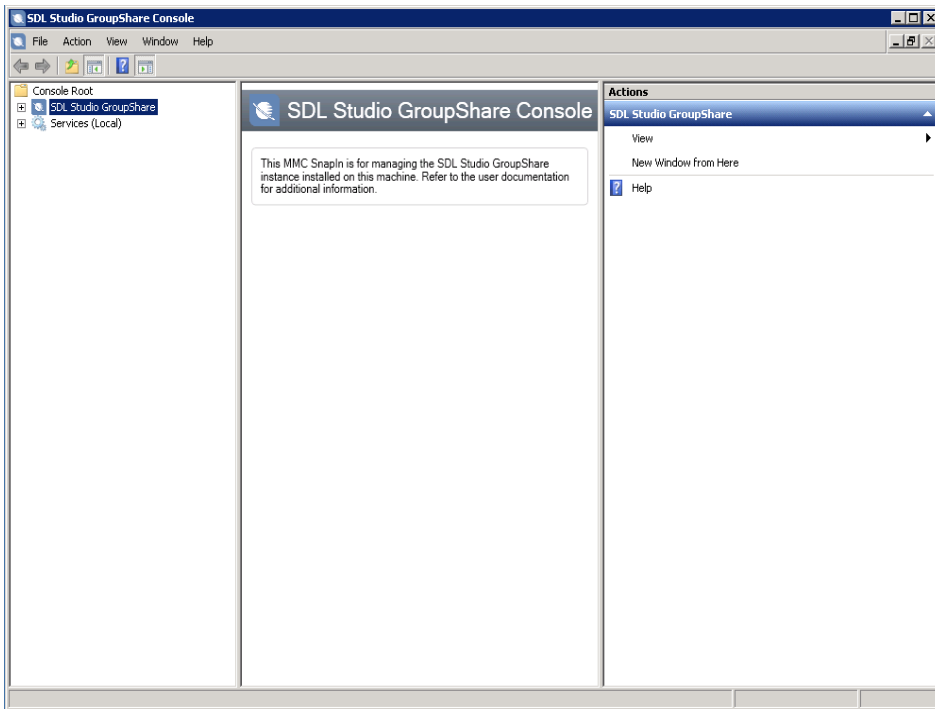 SDL Studio GroupShare Console
File Action View Window Help
Console Root
SDL Studio GroupShare
Services (Local)
SDL Studio GroupShare Console
This MMC SnapIn is for managing the SDL Studio GroupShare
instance installed on this machine. Refer to the user documentation
for additional information.
Actions
SDL Studio GroupShare
View
New Window from Here
Help